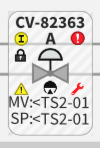 CV-82363
I A !
!
MV:<TS2-01
SP:<TS2-01